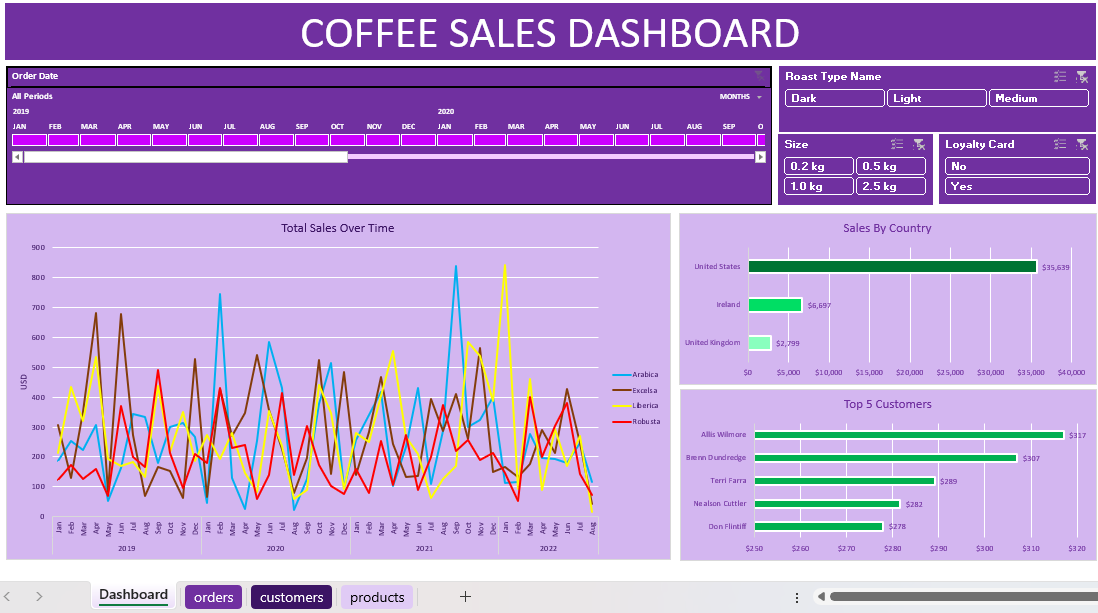 COFFEE SALES DASHBOARD
Order Date
All Periods
MONTHS
2019 2020
JAN FEB MAR APR MAY JUN JUL AUG SEP OCT NOV DEC JAN FEB MAR APR MAY JUN JUL AUG SEP O
Roast Type Name
Dark Light Medium
Size
0.2 kg 0.5 kg
1.0 kg 2.5 kg
Loyalty Card
No
Yes
Total Sales Over Time
900
800
700
600
500
400
300
200
100
0
USD
Jan Feb Mar Apr May Jun Jul Aug Sep Oct Nov Dec Jan Feb Mar Apr May Jun Jul Aug Sep Oct Nov Dec Jan Feb Mar Apr May Jun Jul Aug Sep Oct Nov Dec Jan Feb Mar Apr May Jun Jul Aug
2019 2020 2021 2022
Arabica
Excelsa
Liberica
Robusta
Sales By Country
United States $35,639
Ireland $6,697
United Kingdom $2,799
$0 $5,000 $10,000 $15,000 $20,000 $25,000 $30,000 $35,000 $40,000
Top 5 Customers
Allis Wilmore $317
Brenn Dundredge $307
Terri Farra $289
Nealson Cuttler $282
Don Flintiff $278
$250 $260 $270 $280 $290 $300 $310 $320
Dashboard orders customers products